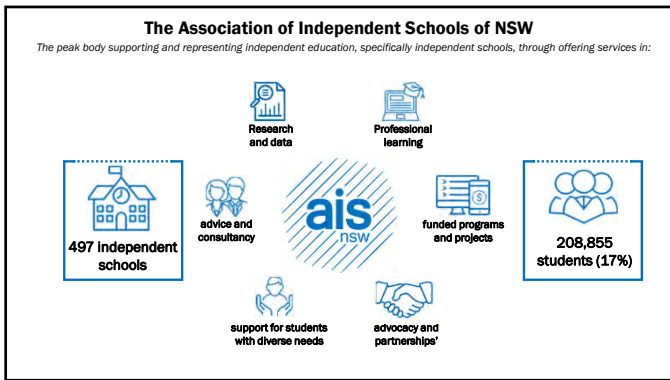 The Association of Independent Schools of NSW
The peak body supporting and representing independent education, specifically independent schools, through offering services in:
Research
and data
Professional
learning
497 independent
schools
advice and
consultancy
ais
nsw
funded programs
and projects
208,855
students (17%)
support for students
with diverse needs
advocacy and
partnerships’